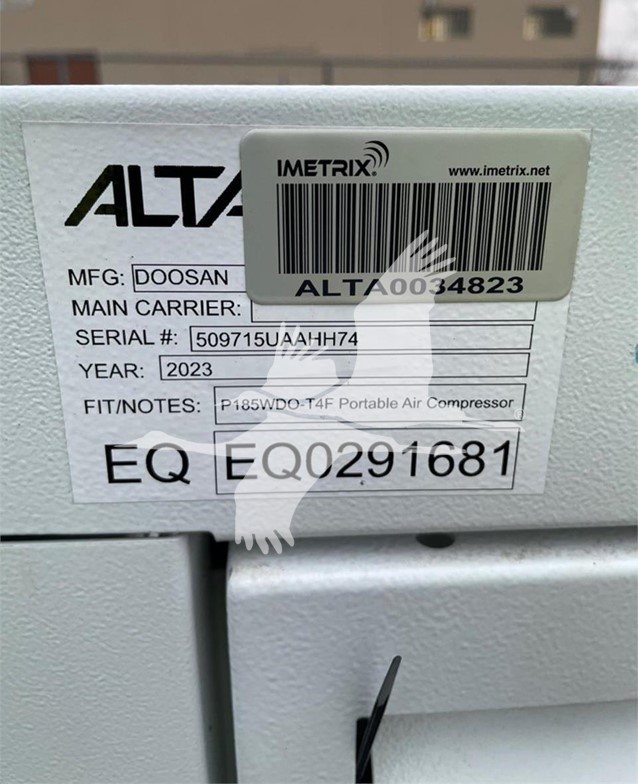 ALTA
IMETRIX®
www.imetrix.net
ALTA0034823
MFG: DOOSAN
MAIN CARRIER:
SERIAL #: 509715UAAHH74
YEAR: 2023
FIT/NOTES: P185WDO-T4F Portable Air Compressor
EQ EQ0291681